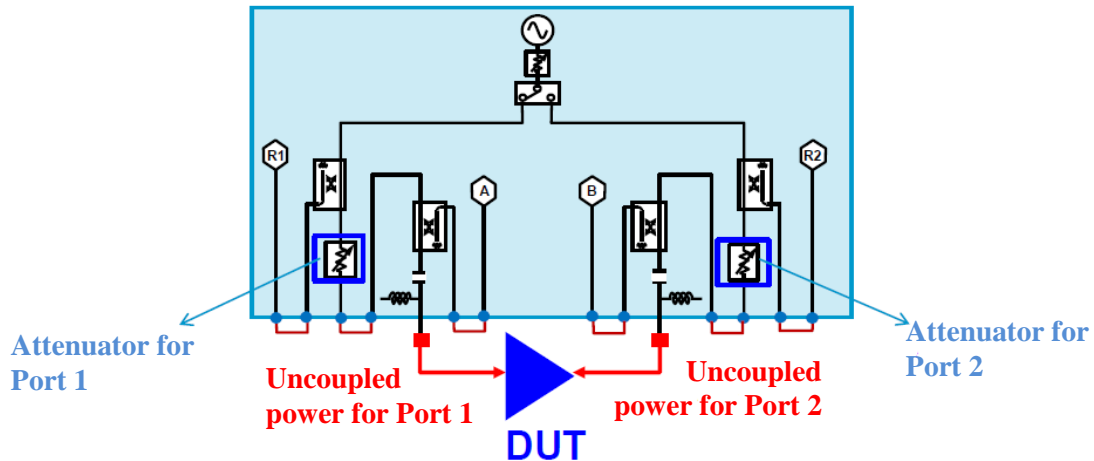 R1
R2
A
B
Attenuator for
Port 1
Attenuator for
Port 2
Uncoupled
power for Port 1
Uncoupled
power for Port 2
DUT